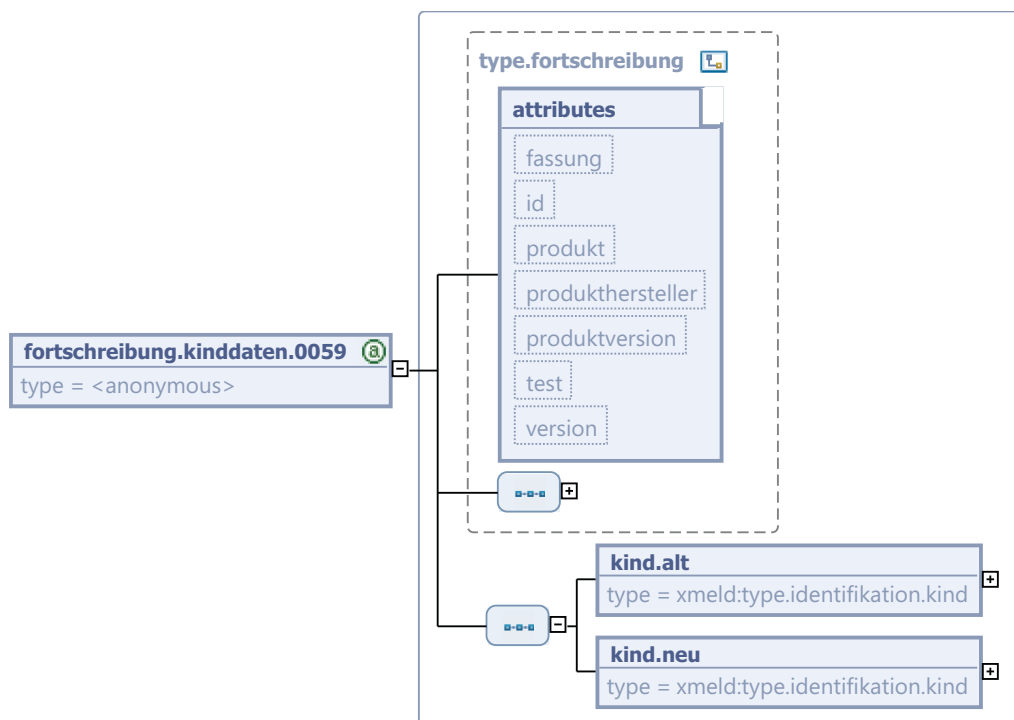 type.fortschreibung
attributes
fassung
id
produkt
produkthersteller
produktversion
test
version
fortschreibung.kinddaten.0059
type = <anonymous>
kind.alt
type = xmeld:type.identifikation.kind
kind.neu
type = xmeld:type.identifikation.kind